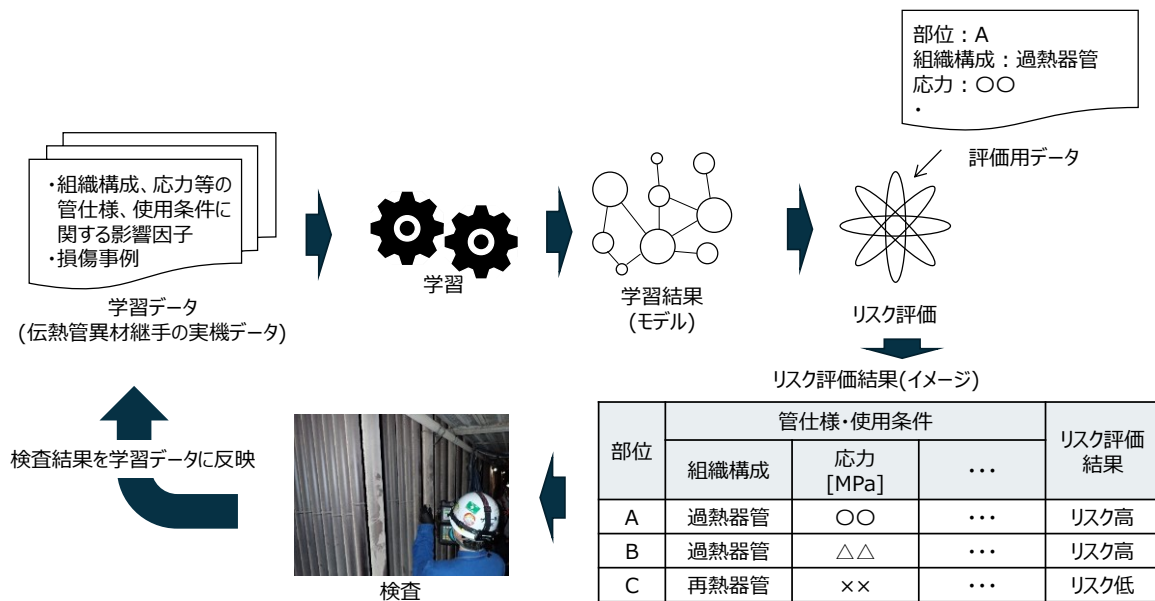 部位：A
組織構成：過熱器管
応力：〇〇
・
評価用データ
・組織構成、応力等の
管仕様、使用条件に
関する影響因子
・損傷事例
学習データ
(伝熱管異材継手の実機データ)
学習
学習結果
(モデル)
リスク評価
リスク評価結果(イメージ)
部位 管仕様・使用条件 リスク評価
結果
組織構成 応力
[MPa] ・・・
A 過熱器管 〇〇 ・・・ リスク高
B 過熱器管 △△ ・・・ リスク高
C 再熱器管 ×× ・・・ リスク低
検査
検査結果を学習データに反映